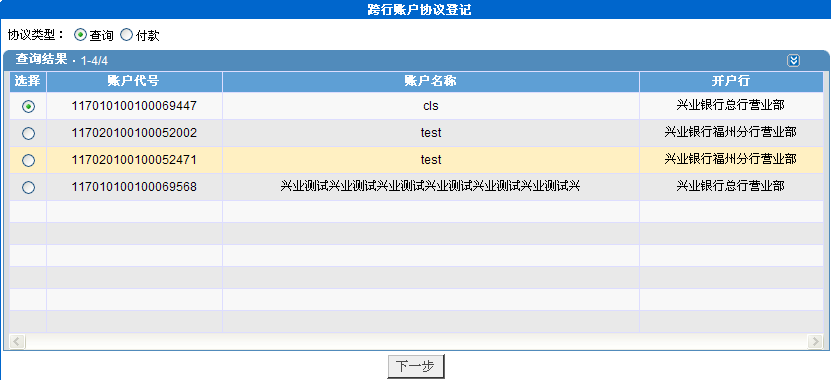 跨行账户协议登记
协议类型： 查询 付款
查询结果 · 1-4/4
选择 账户代号 账户名称 开户行
117010100100069447 cls 兴业银行总行营业部
117020100100052002 test 兴业银行福州分行营业部
117020100100052471 test 兴业银行福州分行营业部
117010100100069568 兴业测试兴业测试兴业测试兴业测试兴业测试兴业测试兴 兴业银行总行营业部
下一步